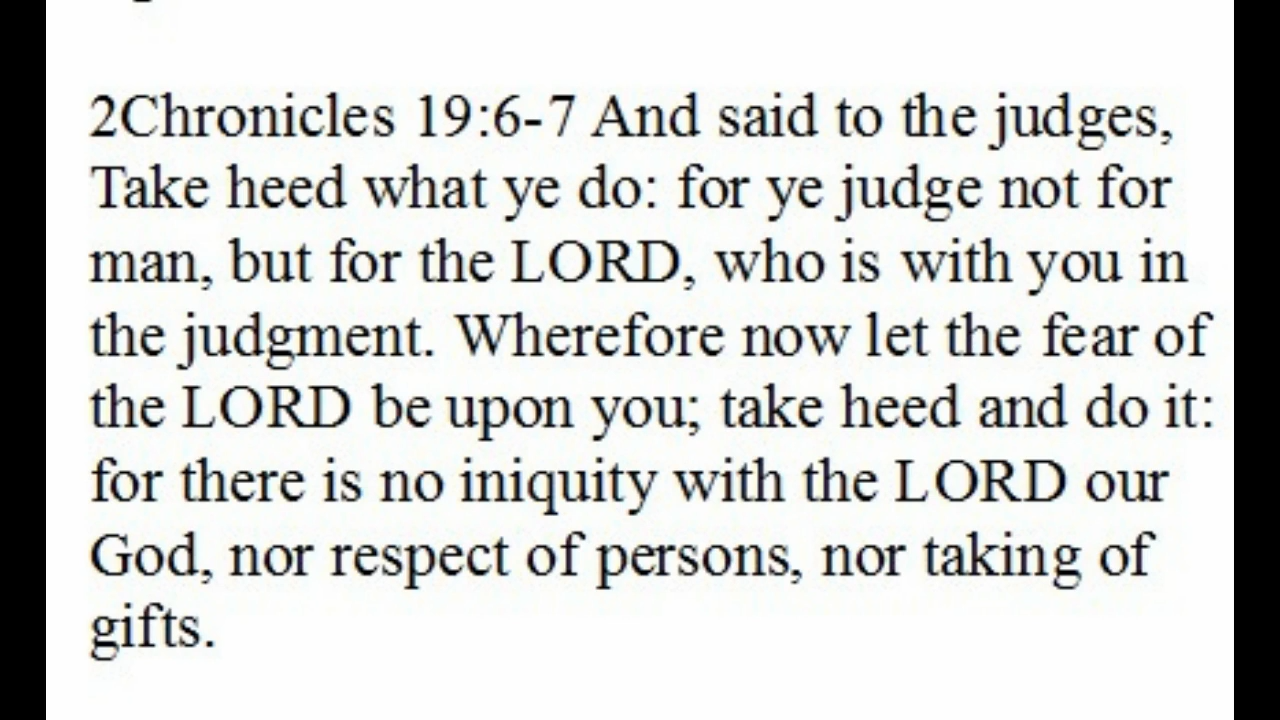 2Chronicles 19:6-7 And said to the judges,
Take heed what ye do: for ye judge not for
man, but for the LORD, who is with you in
the judgment. Wherefore now let the fear of
the LORD be upon you; take heed and do it:
for there is no iniquity with the LORD our
God, nor respect of persons, nor taking of
gifts.